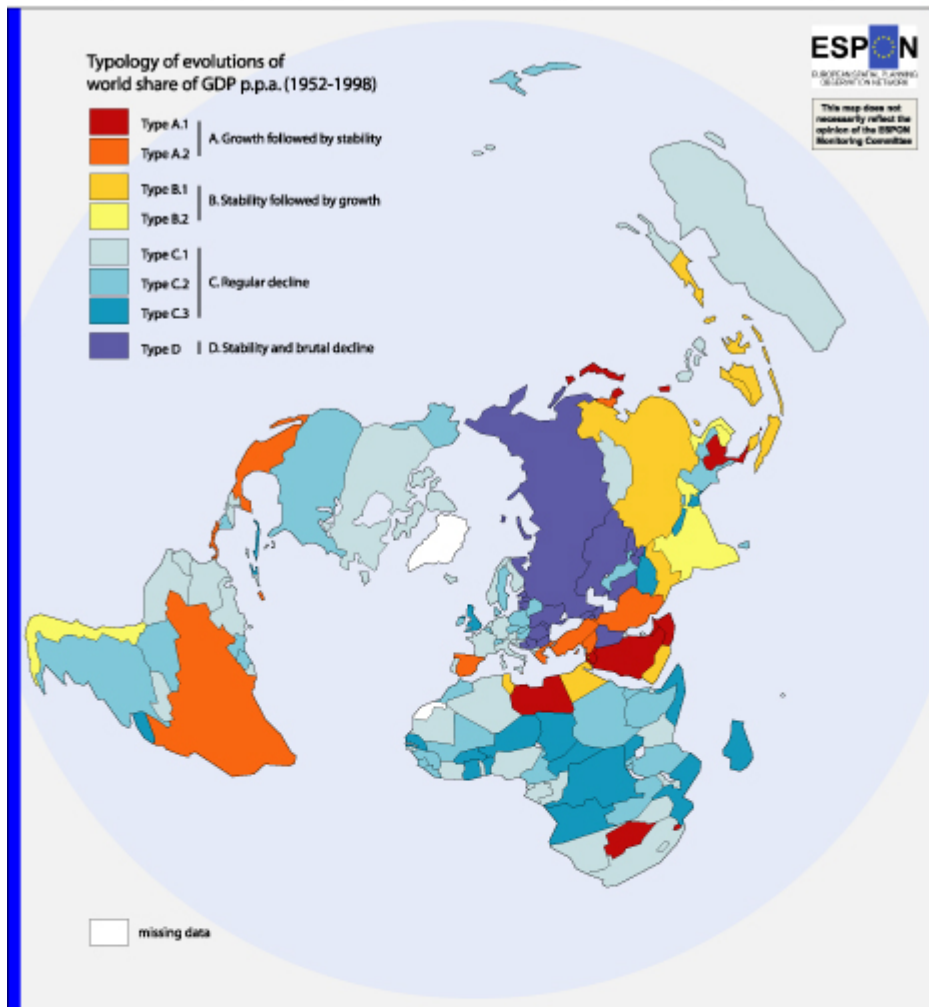 Typology of evolutions of
world share of GDP p.p.a. (1952-1998)
Type A.1
Type A.2
A. Growth followed by stability
Type B.1
Type B.2
B. Stability followed by growth
Type C.1
Type C.2
Type C.3
C. Regular decline
Type D
D. Stability and brutal decline
ESPON
EUROPEAN SPATIAL PLANNING
OBSERVATION NETWORK
This map does not
necessarily reflect the
opinion of the ESPON
Monitoring Committee
missing data